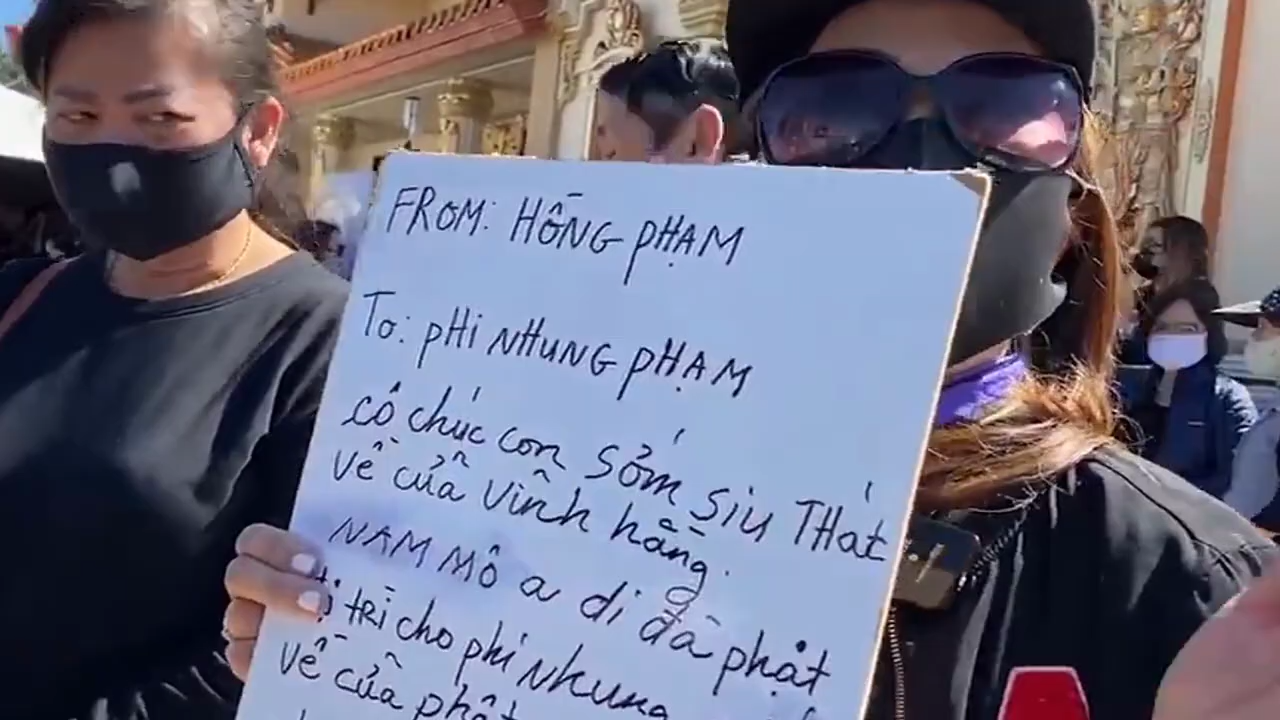 FROM: HỒNG PHẠM
To: PHI NHUNG PHẠM
cô chúc con sớm siu THÁT
về cửa vĩnh hằng.
NAM MÔ a di đà phật
trì cho phi Nhung
về cửa phật